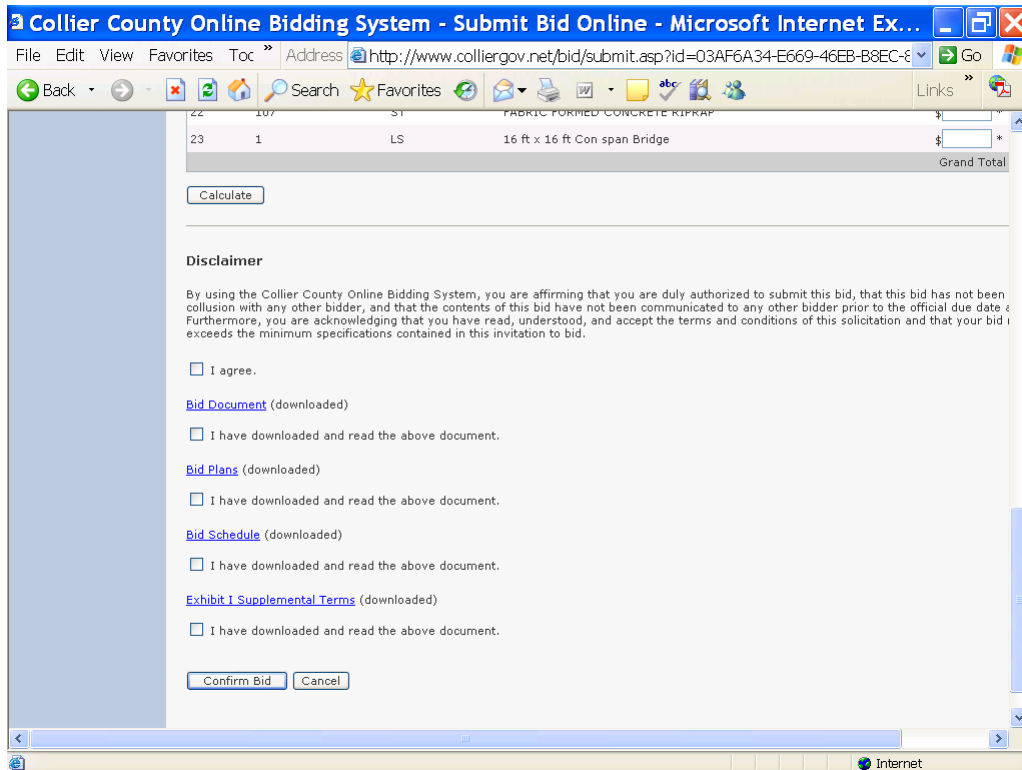 Collier County Online Bidding System - Submit Bid Online - Microsoft Internet Ex...
File Edit View Favorites Toc » Address http://www.colliergov.net/bid/submit.asp?id=03AF6A34-E669-46EB-B8EC-8 Go
Back Search Favorites Links »
22 167 ST FABRIC FORMED CONCRETE RIPRAP $ *
23 1 LS 16 ft x 16 ft Con span Bridge $ *
Grand Total
Calculate
Disclaimer
By using the Collier County Online Bidding System, you are affirming that you are duly authorized to submit this bid, that this bid has not been
collusion with any other bidder, and that the contents of this bid have not been communicated to any other bidder prior to the official due date a
Furthermore, you are acknowledging that you have read, understood, and accept the terms and conditions of this solicitation and that your bid
exceeds the minimum specifications contained in this invitation to bid.
I agree.
Bid Document (downloaded)
I have downloaded and read the above document.
Bid Plans (downloaded)
I have downloaded and read the above document.
Bid Schedule (downloaded)
I have downloaded and read the above document.
Exhibit I Supplemental Terms (downloaded)
I have downloaded and read the above document.
Confirm Bid Cancel
Internet